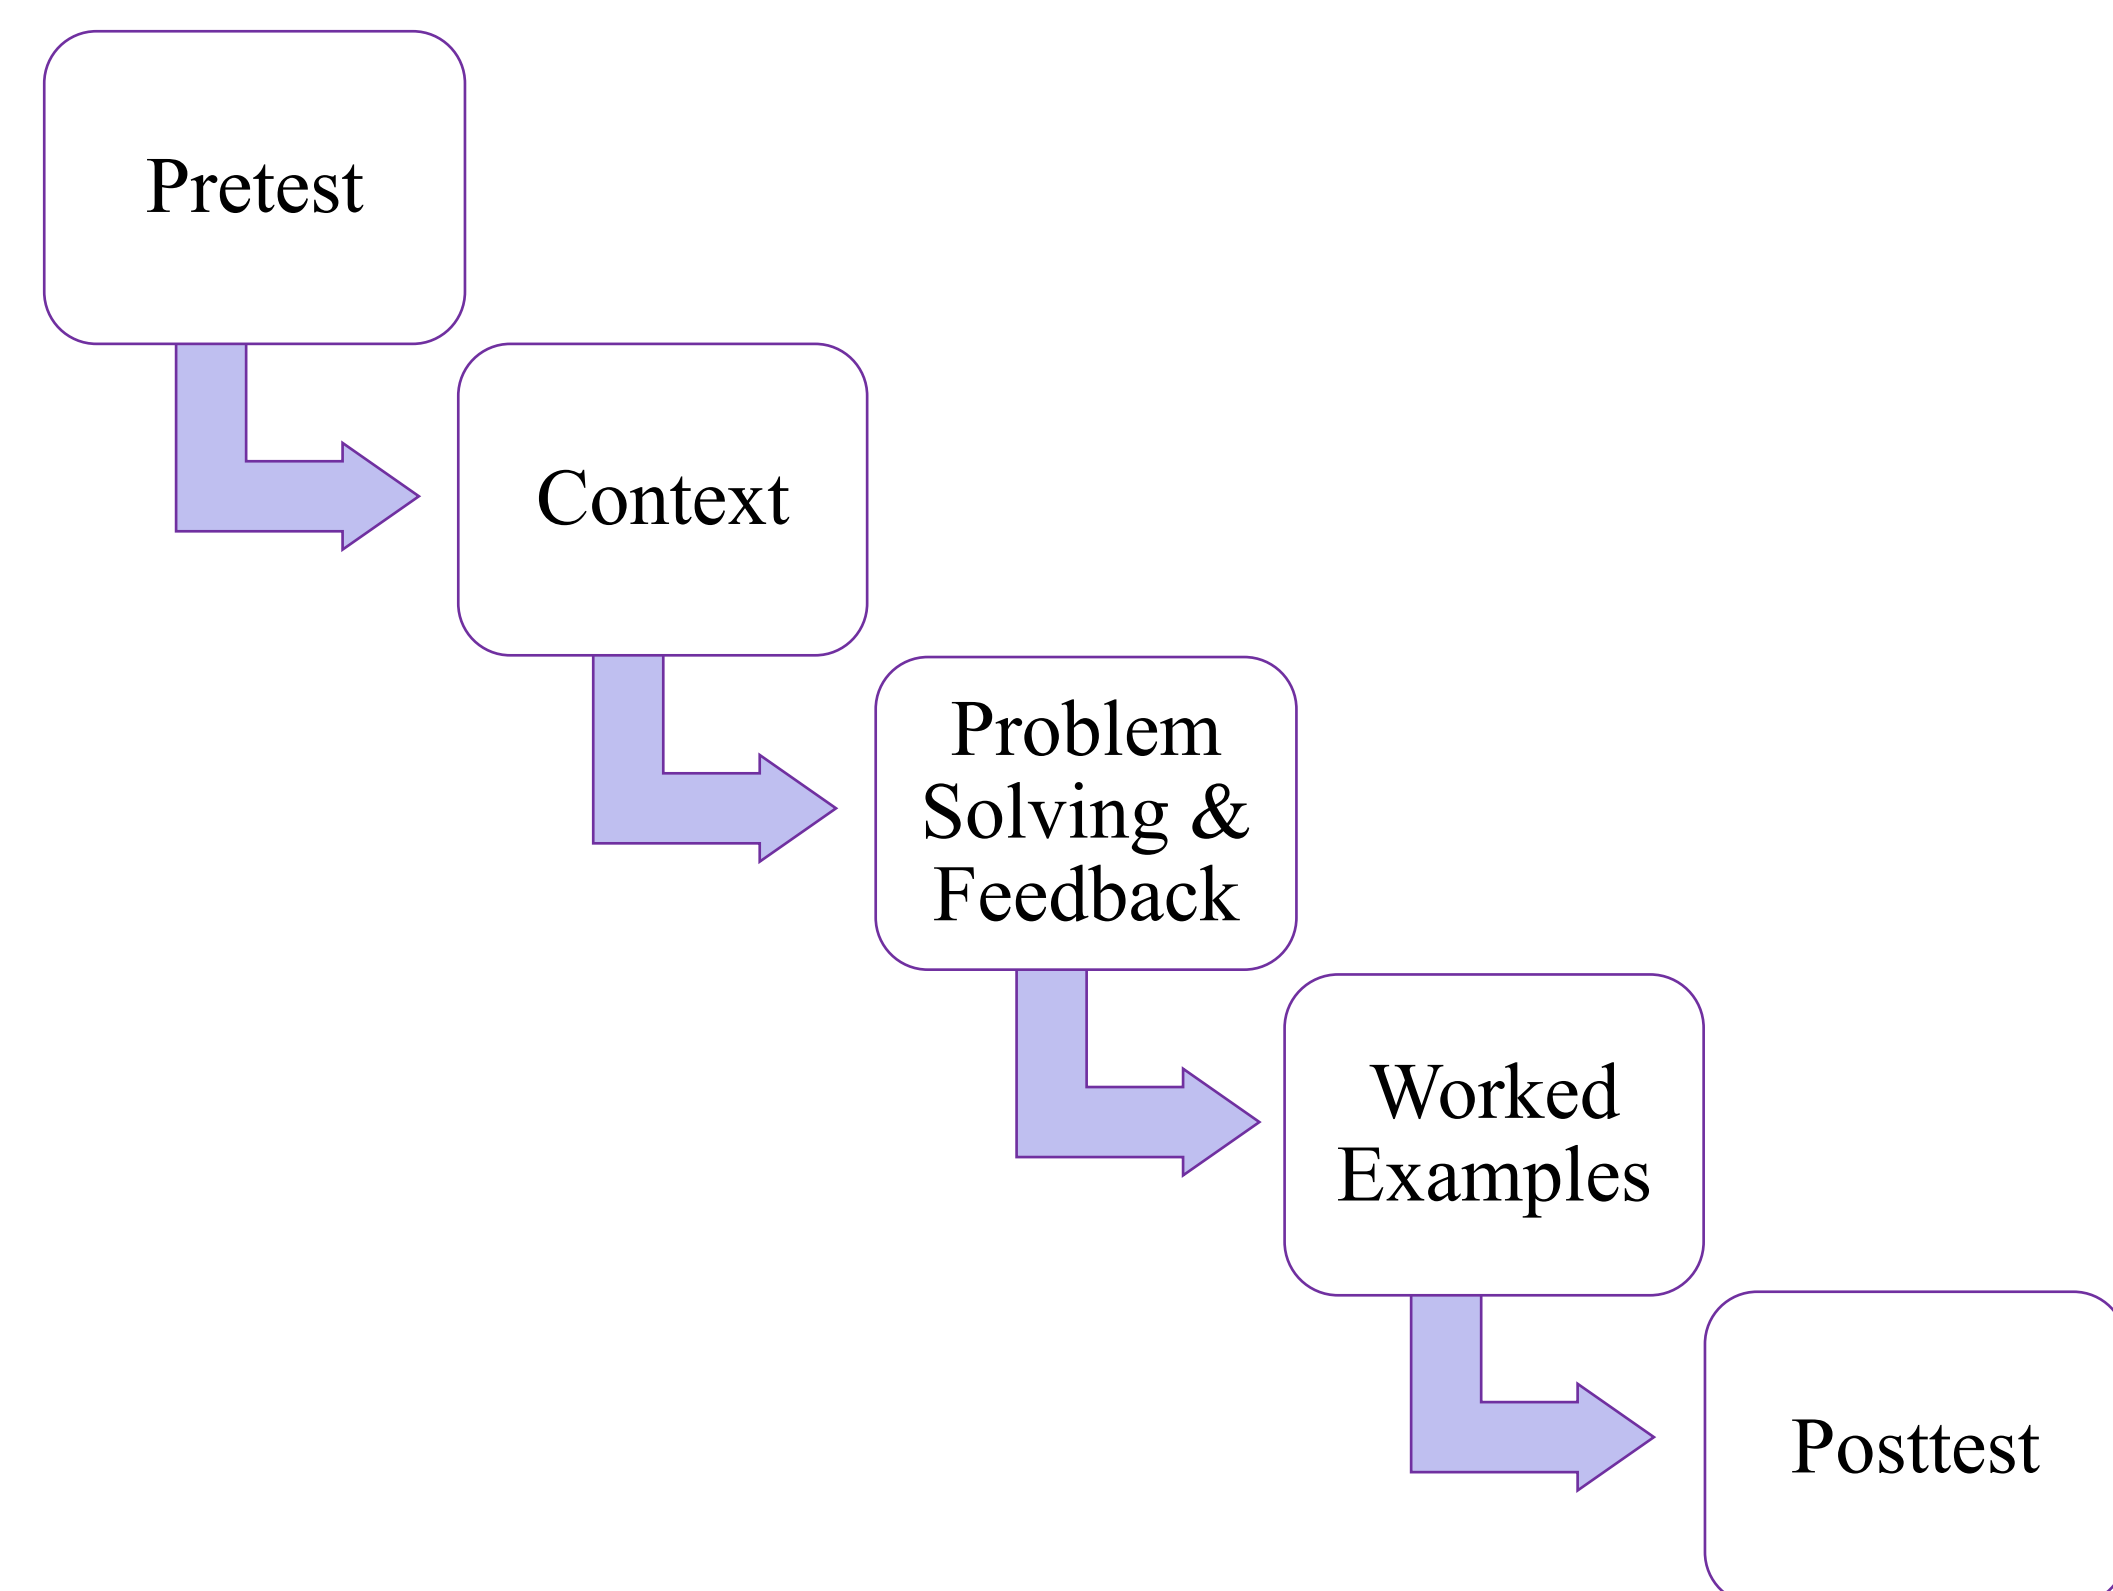 Pretest
Context
Problem
Solving &
Feedback
Worked
Examples
Posttest